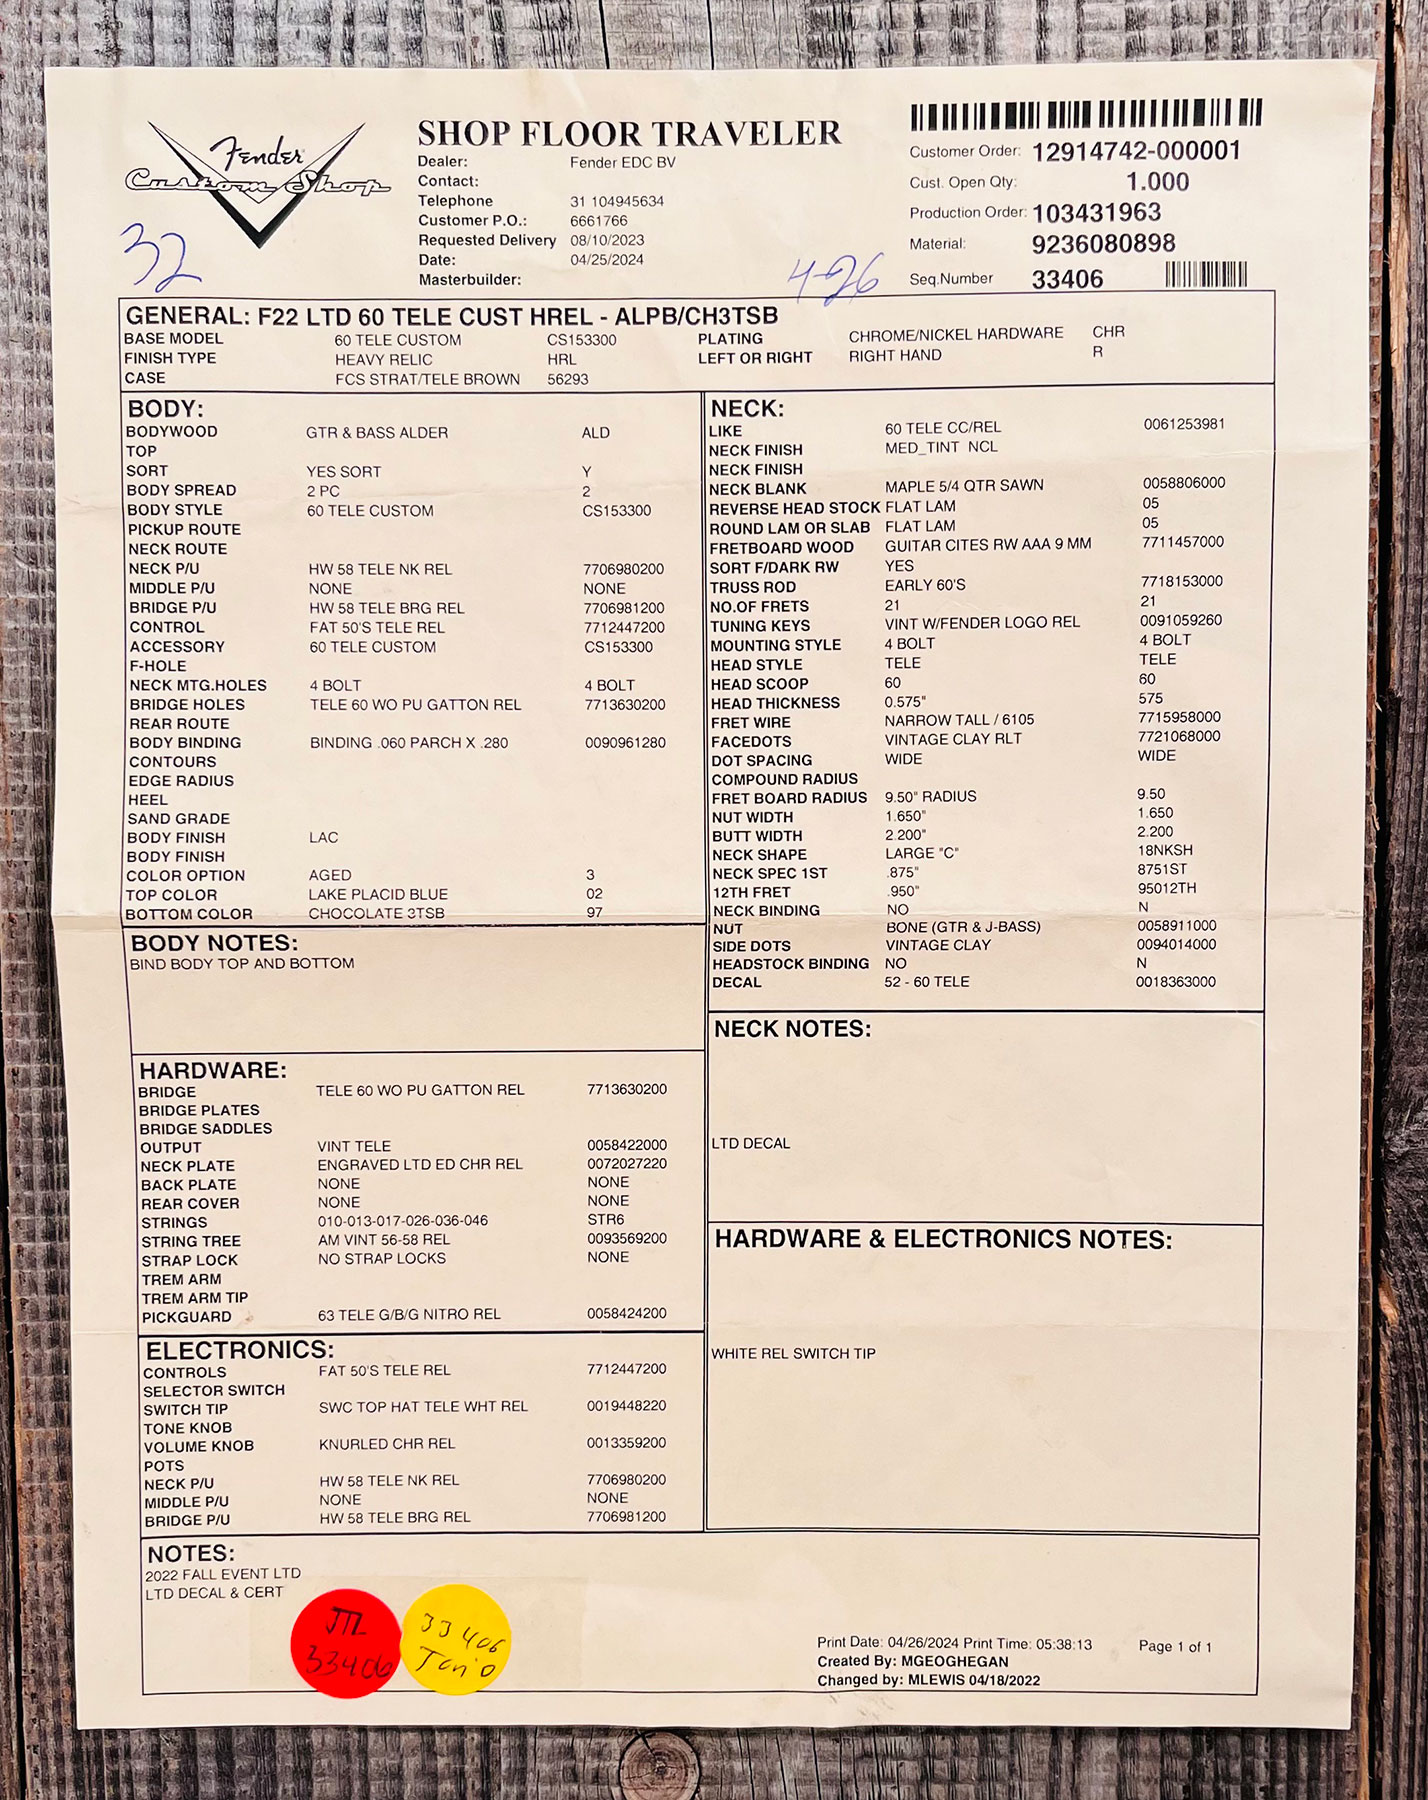 Fender
Custom Shop
32
SHOP FLOOR TRAVELER
Dealer: Fender EDC BV
Contact:
Telephone 31 104945634
Customer P.O.: 6661766
Requested Delivery 08/10/2023
Date: 04/25/2024
Masterbuilder:
4-26
Customer Order: 12914742-000001
Cust. Open Qty: 1.000
Production Order: 103431963
Material: 9236080898
Seq.Number 33406
GENERAL: F22 LTD 60 TELE CUST HREL - ALPB/CH3TSB
BASE MODEL 60 TELE CUSTOM CS153300 PLATING CHROME/NICKEL HARDWARE CHR
FINISH TYPE HEAVY RELIC HRL LEFT OR RIGHT RIGHT HAND R
CASE FCS STRAT/TELE BROWN 56293
BODY:
BODYWOOD GTR & BASS ALDER ALD
TOP
SORT YES SORT Y
BODY SPREAD 2 PC 2
BODY STYLE 60 TELE CUSTOM CS153300
PICKUP ROUTE
NECK ROUTE
NECK P/U HW 58 TELE NK REL 7706980200
MIDDLE P/U NONE NONE
BRIDGE P/U HW 58 TELE BRG REL 7706981200
CONTROL FAT 50'S TELE REL 7712447200
ACCESSORY 60 TELE CUSTOM CS153300
F-HOLE
NECK MTG.HOLES 4 BOLT 4 BOLT
BRIDGE HOLES TELE 60 WO PU GATTON REL 7713630200
REAR ROUTE
BODY BINDING BINDING .060 PARCH X .280 0090961280
CONTOURS
EDGE RADIUS
HEEL
SAND GRADE
BODY FINISH LAC
BODY FINISH
COLOR OPTION AGED 3
TOP COLOR LAKE PLACID BLUE 02
BOTTOM COLOR CHOCOLATE 3TSB 97
BODY NOTES:
BIND BODY TOP AND BOTTOM
HARDWARE:
BRIDGE TELE 60 WO PU GATTON REL 7713630200
BRIDGE PLATES
BRIDGE SADDLES
OUTPUT VINT TELE 0058422000
NECK PLATE ENGRAVED LTD ED CHR REL 0072027220
BACK PLATE NONE NONE
REAR COVER NONE NONE
STRINGS 010-013-017-026-036-046 STR6
STRING TREE AM VINT 56-58 REL 0093569200
STRAP LOCK NO STRAP LOCKS NONE
TREM ARM
TREM ARM TIP
PICKGUARD 63 TELE G/B/G NITRO REL 0058424200
ELECTRONICS:
CONTROLS FAT 50'S TELE REL 7712447200
SELECTOR SWITCH
SWITCH TIP SWC TOP HAT TELE WHT REL 0019448220
TONE KNOB
VOLUME KNOB KNURLED CHR REL 0013359200
POTS
NECK P/U HW 58 TELE NK REL 7706980200
MIDDLE P/U NONE NONE
BRIDGE P/U HW 58 TELE BRG REL 7706981200
NECK:
LIKE 60 TELE CC/REL 0061253981
NECK FINISH MED_TINT NCL
NECK FINISH
NECK BLANK MAPLE 5/4 QTR SAWN 0058806000
REVERSE HEAD STOCK FLAT LAM 05
ROUND LAM OR SLAB FLAT LAM 05
FRETBOARD WOOD GUITAR CITES RW AAA 9 MM 7711457000
SORT F/DARK RW YES
TRUSS ROD EARLY 60'S 7718153000
NO.OF FRETS 21 21
TUNING KEYS VINT W/FENDER LOGO REL 0091059260
MOUNTING STYLE 4 BOLT 4 BOLT
HEAD STYLE TELE TELE
HEAD SCOOP 60 60
HEAD THICKNESS 0.575" 575
FRET WIRE NARROW TALL / 6105 7715958000
FACEDOTS VINTAGE CLAY RLT 7721068000
DOT SPACING WIDE WIDE
COMPOUND RADIUS
FRET BOARD RADIUS 9.50" RADIUS 9.50
NUT WIDTH 1.650" 1.650
BUTT WIDTH 2.200" 2.200
NECK SHAPE LARGE "C" 18NKSH
NECK SPEC 1ST .875" 8751ST
12TH FRET .950" 95012TH
NECK BINDING NO N
NUT BONE (GTR & J-BASS) 0058911000
SIDE DOTS VINTAGE CLAY 0094014000
HEADSTOCK BINDING NO N
DECAL 52 - 60 TELE 0018363000
NECK NOTES:
LTD DECAL
HARDWARE & ELECTRONICS NOTES:
WHITE REL SWITCH TIP
NOTES:
2022 FALL EVENT LTD
LTD DECAL & CERT
33406
33406
Print Date: 04/26/2024 Print Time: 05:38:13 Page 1 of 1
Created By: MGEOGHEGAN
Changed by: MLEWIS 04/18/2022